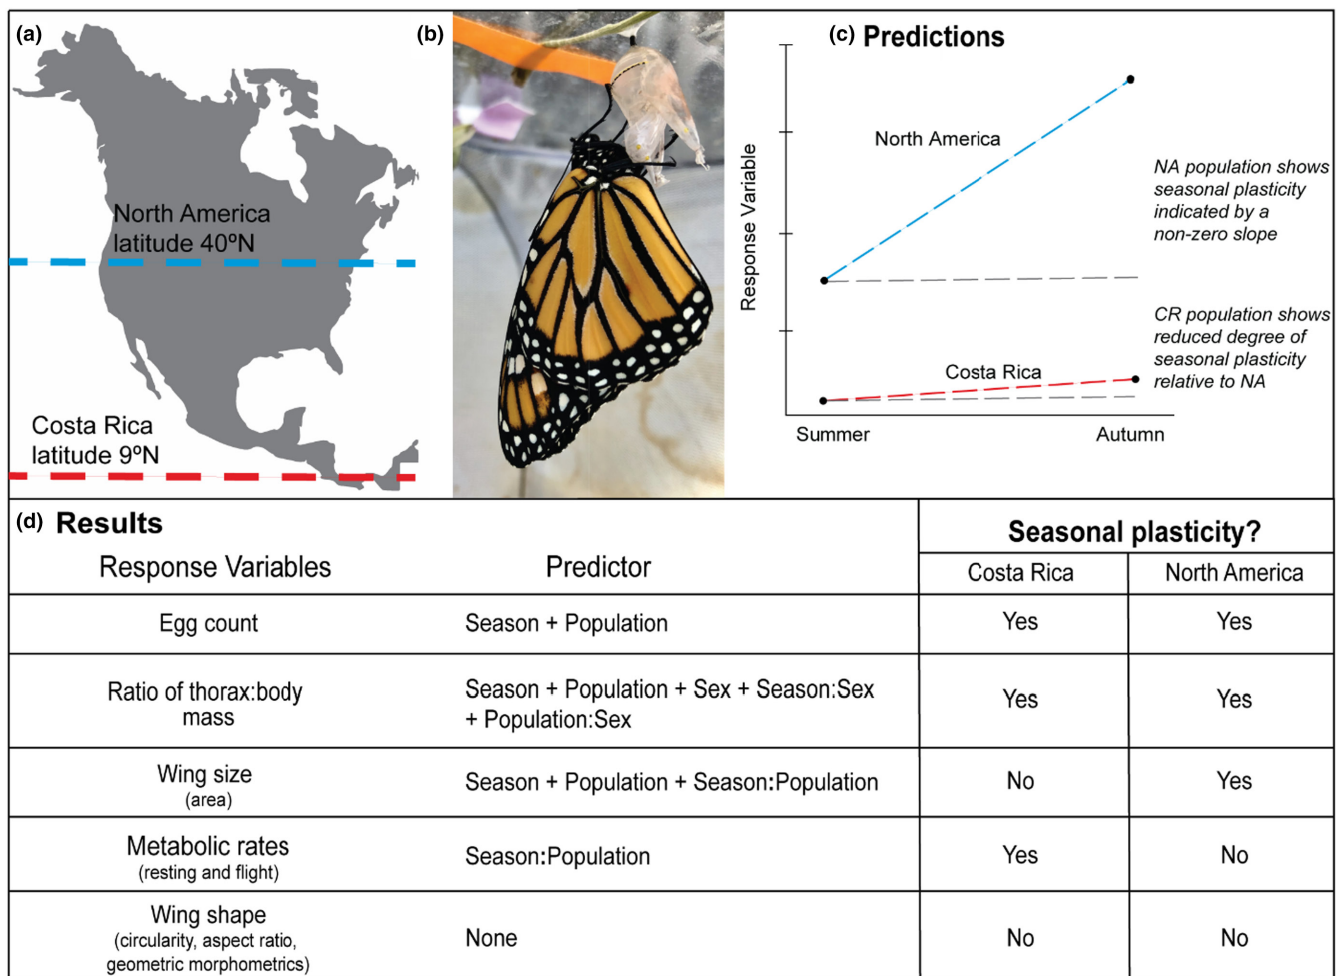 (a)
North America
latitude 40ºN
Costa Rica
latitude 9ºN
(b)
(c) Predictions
Response Variable
North America
Costa Rica
Summer
Autumn
NA population shows
seasonal plasticity
indicated by a
non-zero slope
CR population shows
reduced degree of
seasonal plasticity
relative to NA
(d) Results
Seasonal plasticity?
Response Variables
Predictor
Costa Rica
North America
Egg count
Season + Population
Yes
Yes
Ratio of thorax:body
mass
Season + Population + Sex + Season:Sex
+ Population:Sex
Yes
Yes
Wing size
(area)
Season + Population + Season:Population
No
Yes
Metabolic rates
(resting and flight)
Season:Population
Yes
No
Wing shape
(circularity, aspect ratio,
geometric morphometrics)
None
No
No